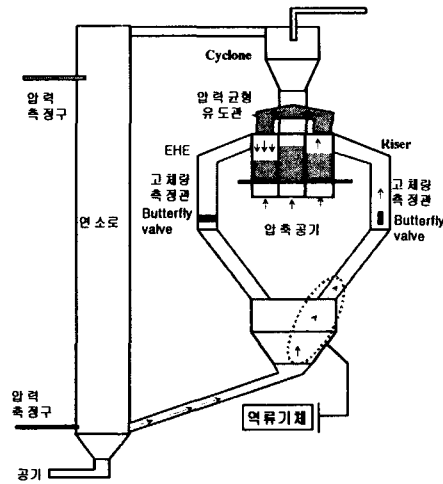 Cyclone
압력
측정구
압력균형
유도관
EHE
Riser
고체량
측정관
Butterfly
valve
고체량
측정관
Butterfly
valve
연소로
압축공기
압력
측정구
역류기체
공기